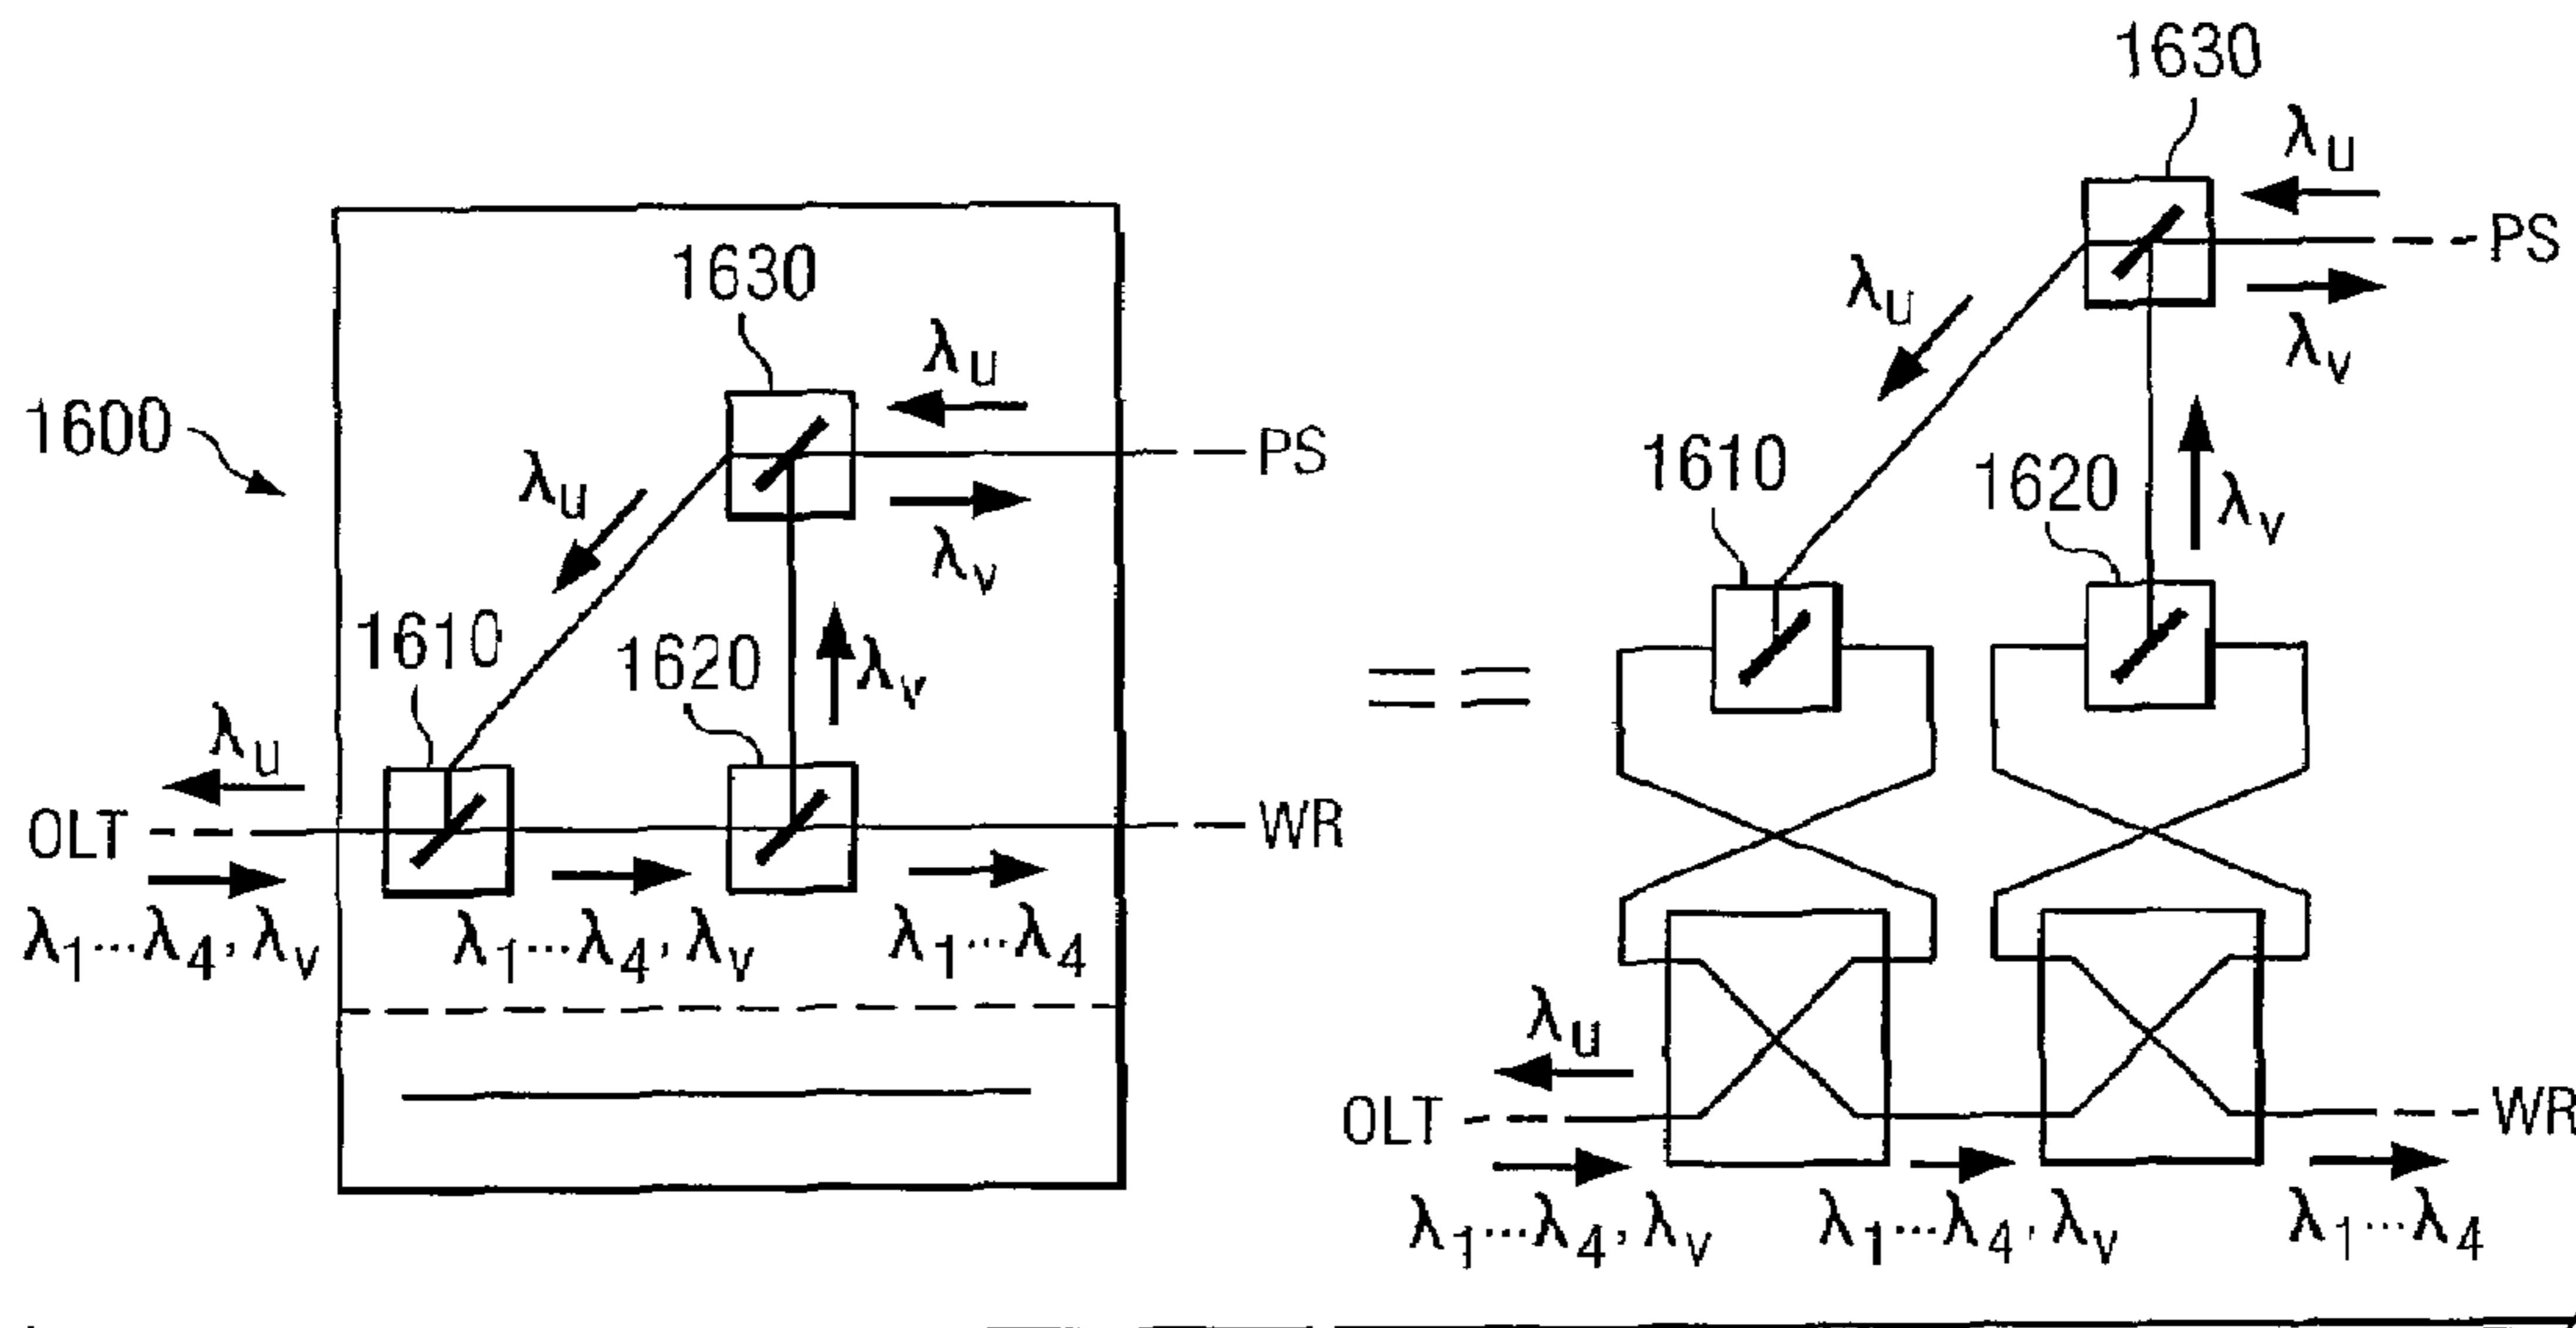 1630
λu
PS
λv
λu
1600
1610
1620
λv
λu
OLT
WR
λ1...λ4, λv
λ1...λ4, λv
λ1...λ4
==
1630
λu
PS
λv
λu
1610
1620
λv
λu
OLT
WR
λ1...λ4, λv
λ1...λ4, λv
λ1...λ4